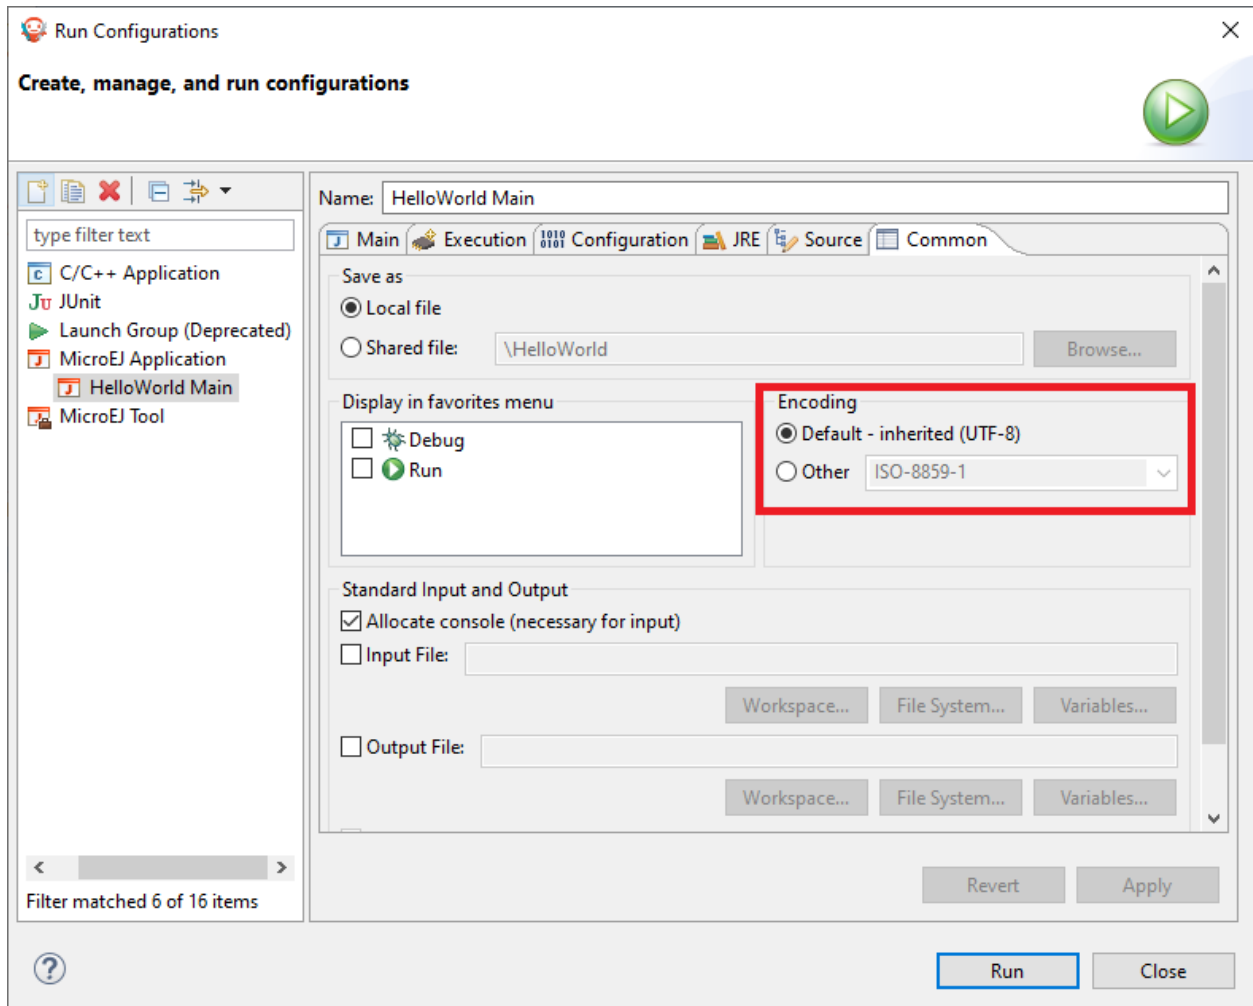 Run Configurations
Create, manage, and run configurations
Name: HelloWorld Main
type filter text
Main Execution Configuration JRE Source Common
C/C++ Application
JUnit
Launch Group (Deprecated)
MicroEJ Application
HelloWorld Main
MicroEJ Tool
Filter matched 6 of 16 items
Save as
Local file
Shared file: \HelloWorld Browse...
Display in favorites menu
Debug
Run
Encoding
Default - inherited (UTF-8)
Other ISO-8859-1
Standard Input and Output
Allocate console (necessary for input)
Input File:
Workspace... File System... Variables...
Output File:
Workspace... File System... Variables...
Revert Apply
Run Close